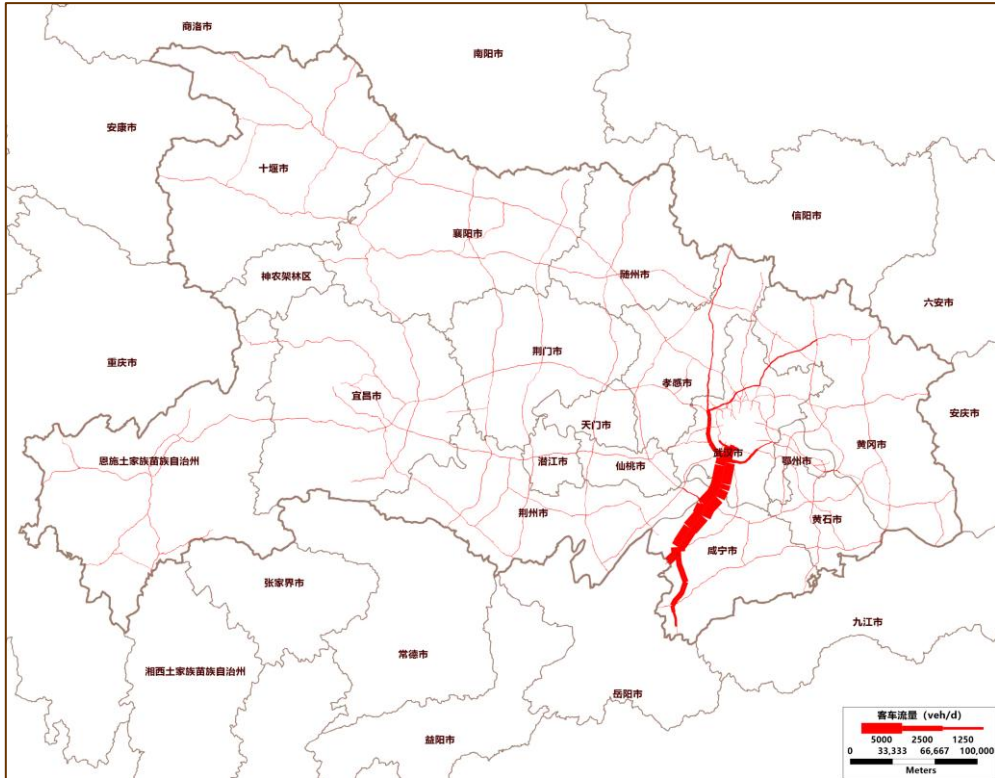 商洛市
南阳市
安康市
十堰市
信阳市
襄阳市
神农架林区
随州市
六安市
重庆市
荆门市
孝感市
宜昌市
安庆市
天门市
黄冈市
武汉市
恩施土家族苗族自治州
潜江市
仙桃市
鄂州市
荆州市
黄石市
咸宁市
张家界市
九江市
常德市
湘西土家族苗族自治州
岳阳市
益阳市
客车流量 (veh/d)
5000 2500 1250
0 33,333 66,667 100,000
Meters